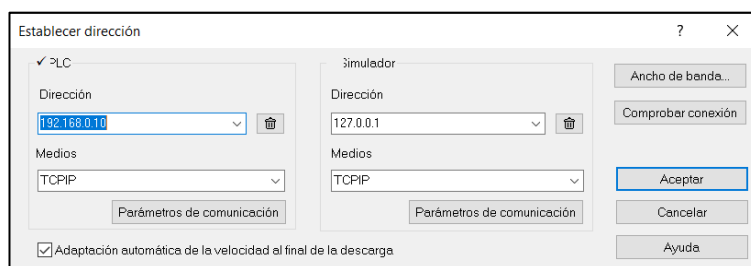 Establecer dirección ? X
✓ PLC
Simulador
Ancho de banda...
Dirección
Dirección
192.168.0.10
127.0.0.1
Comprobar conexión
Medios
Medios
TCPIP
TCPIP
Aceptar
Parámetros de comunicación
Parámetros de comunicación
Cancelar
Adaptación automática de la velocidad al final de la descarga
Ayuda